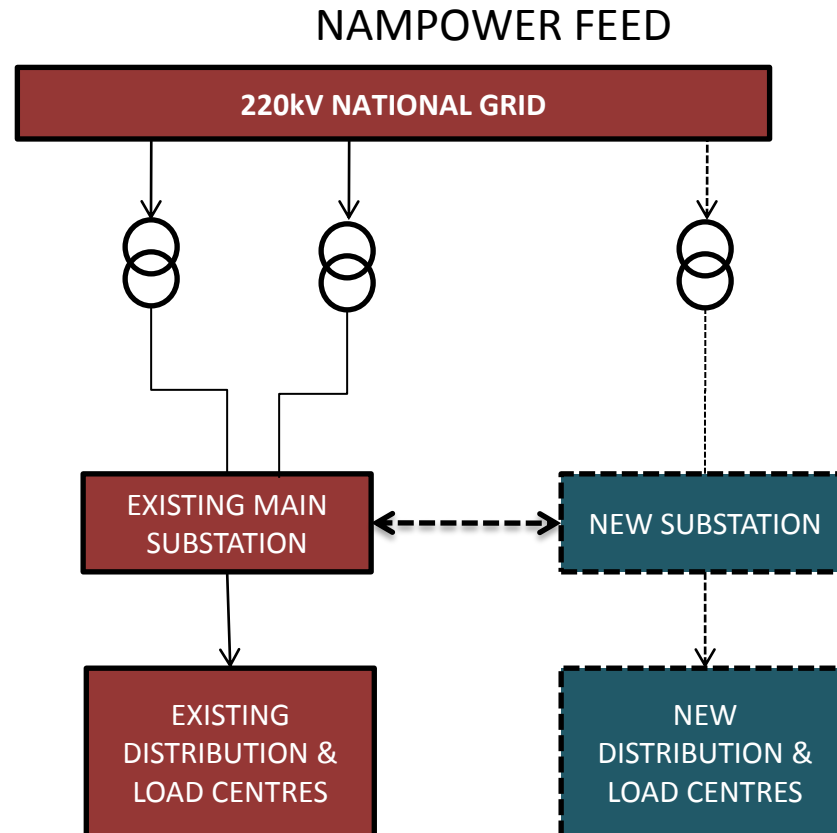 NAMPOWER FEED
220kV NATIONAL GRID
EXISTING MAIN
SUBSTATION
NEW SUBSTATION
EXISTING
DISTRIBUTION &
LOAD CENTRES
NEW
DISTRIBUTION &
LOAD CENTRES